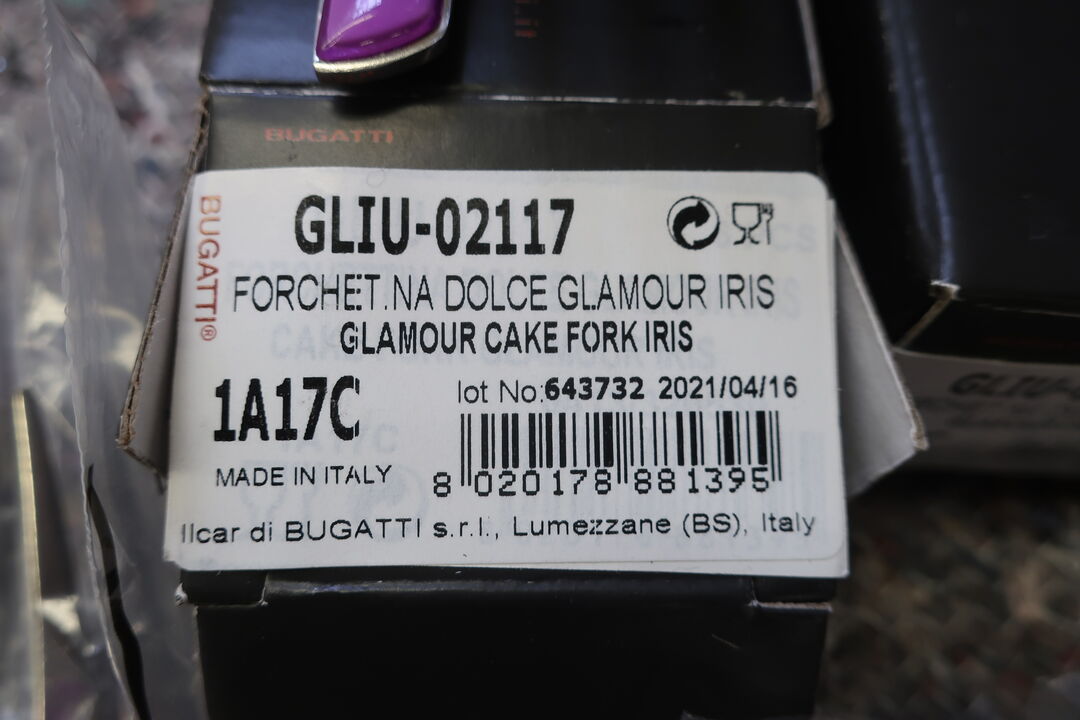 BUGATTI
BUGATTI®
GLIU-02117
FORCHET.NA DOLCE GLAMOUR IRIS
GLAMOUR CAKE FORK IRIS
1A17C
lot No:643732 2021/04/16
MADE IN ITALY
8 020178 881395
Ilcar di BUGATTI s.r.l., Lumezzane (BS), Italy
GLIU-